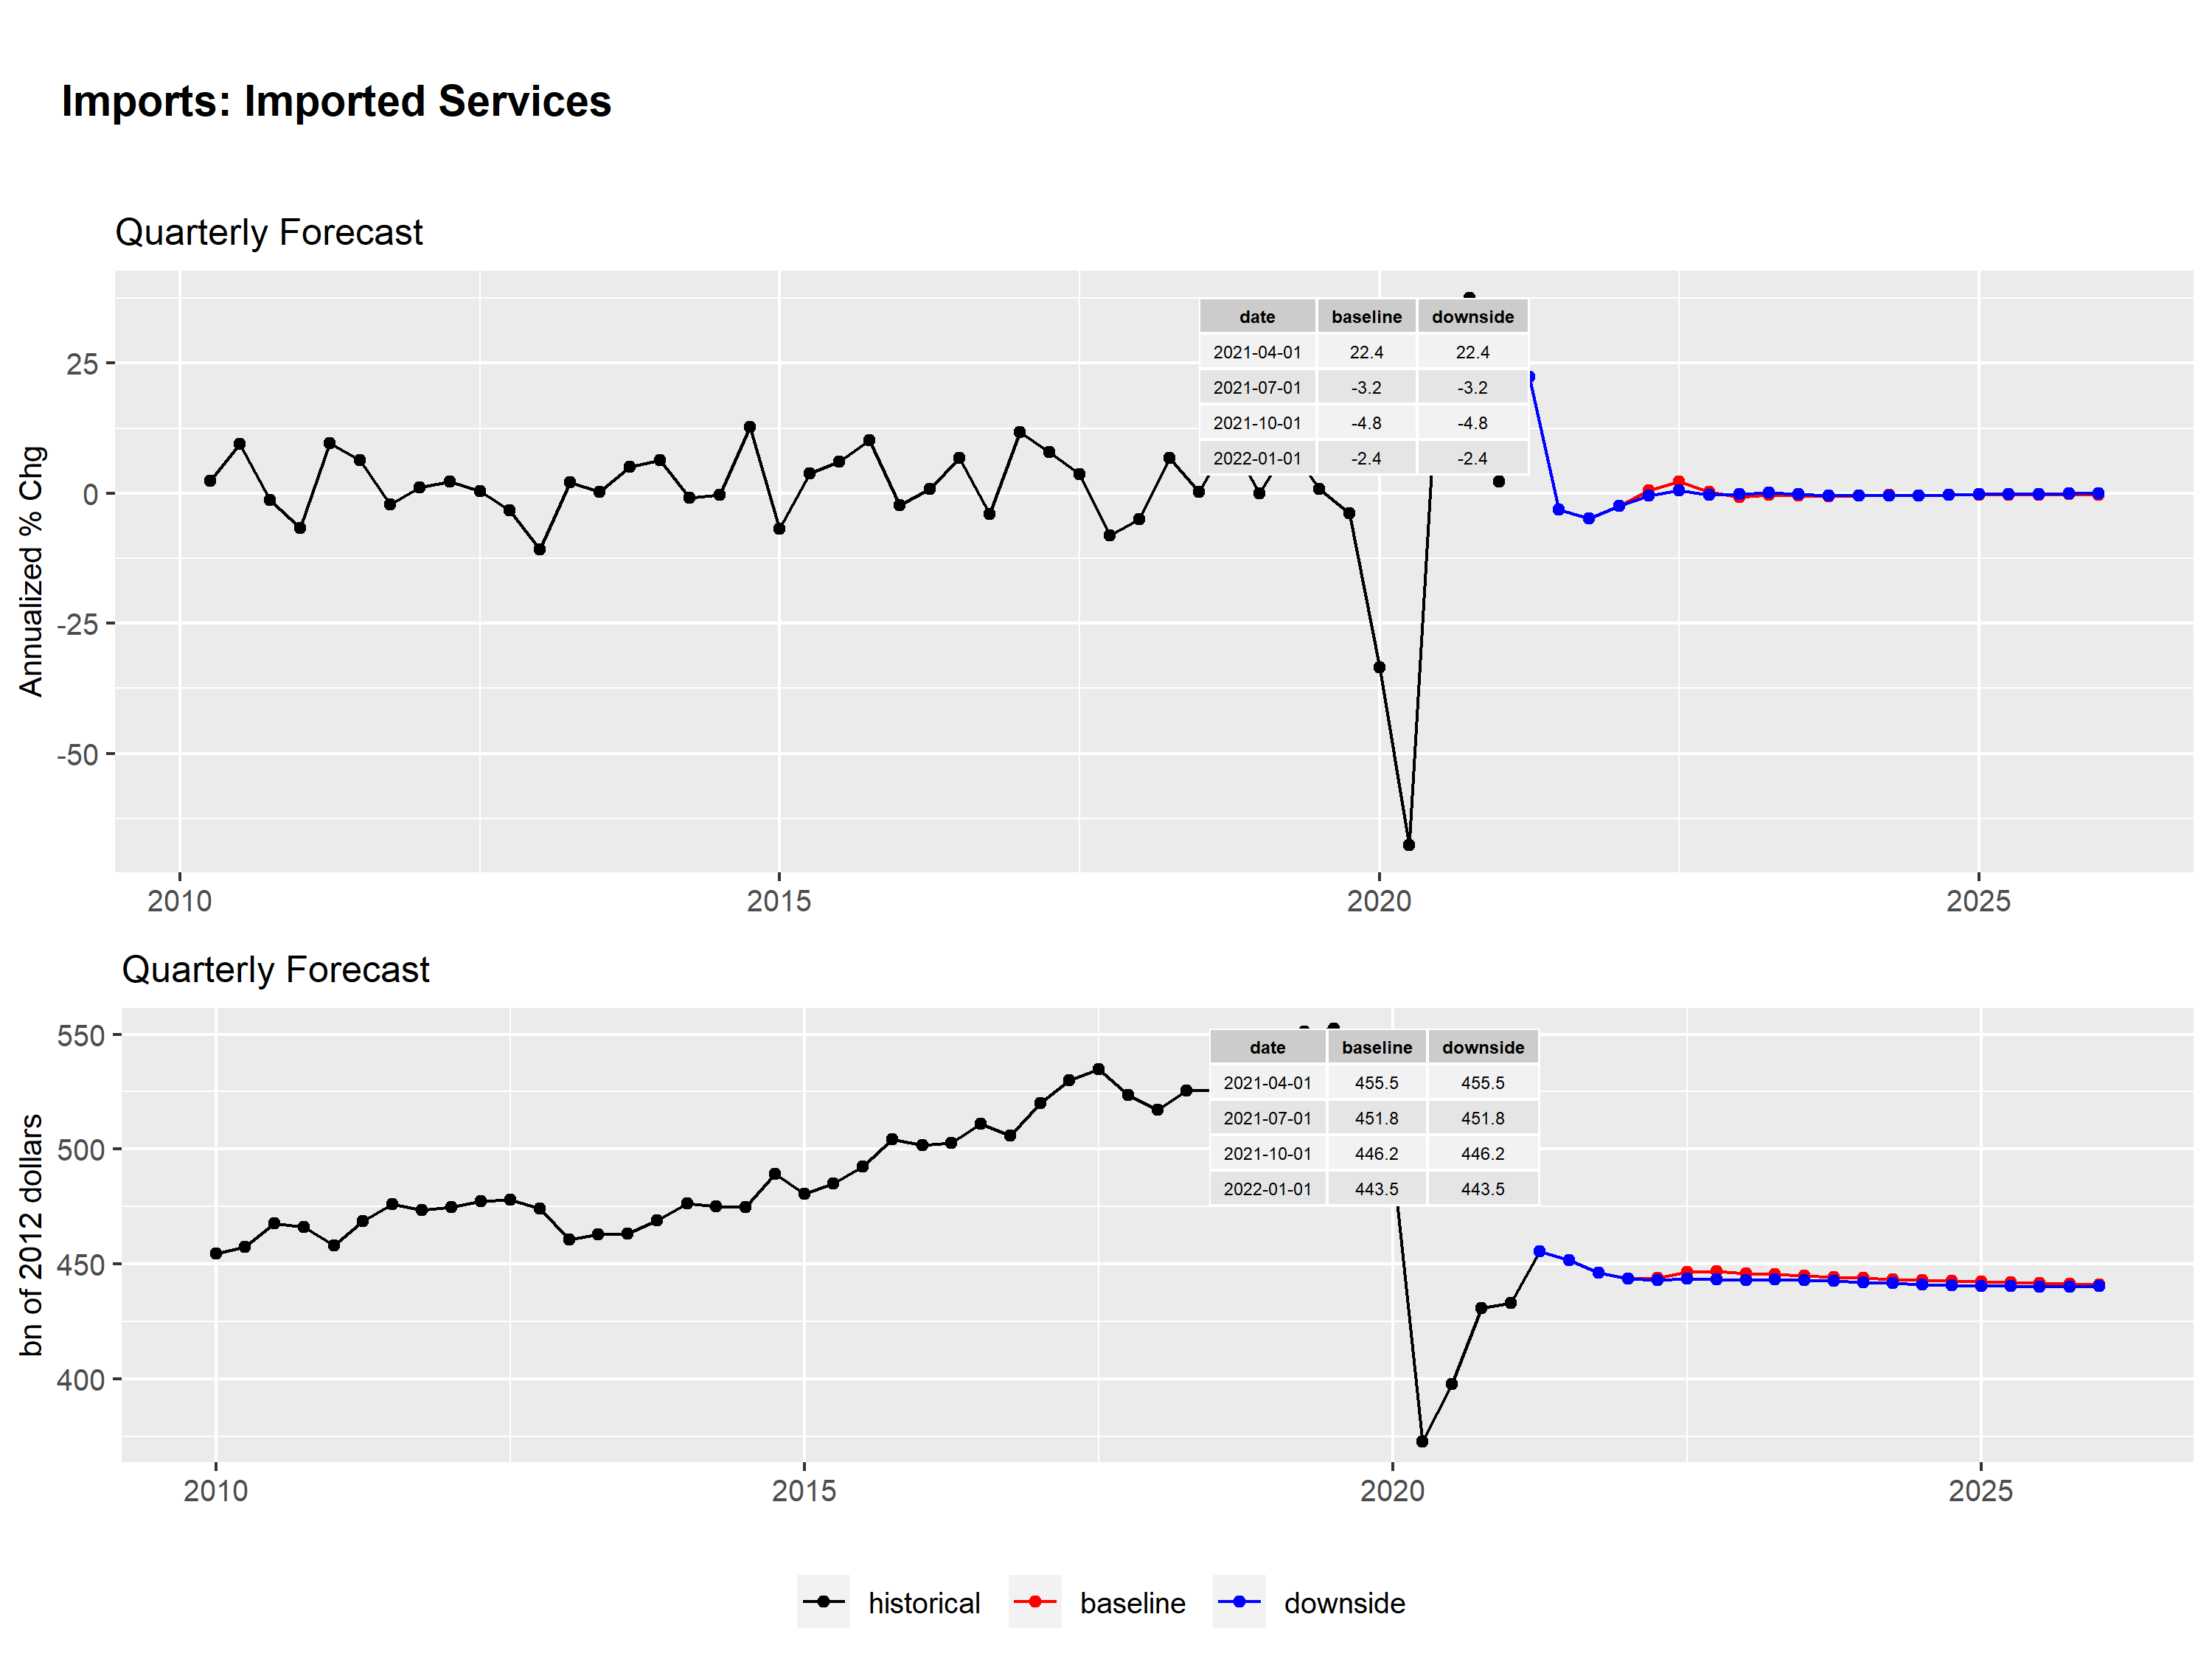 Imports: Imported Services
Quarterly Forecast
Annualized % Chg
25
0
-25
-50
date baseline downside
2021-04-01 22.4 22.4
2021-07-01 -3.2 -3.2
2021-10-01 -4.8 -4.8
2022-01-01 -2.4 -2.4
2010 2015 2020 2025
Quarterly Forecast
bn of 2012 dollars
550
500
450
400
date baseline downside
2021-04-01 455.5 455.5
2021-07-01 451.8 451.8
2021-10-01 446.2 446.2
2022-01-01 443.5 443.5
2010 2015 2020 2025
historical baseline downside